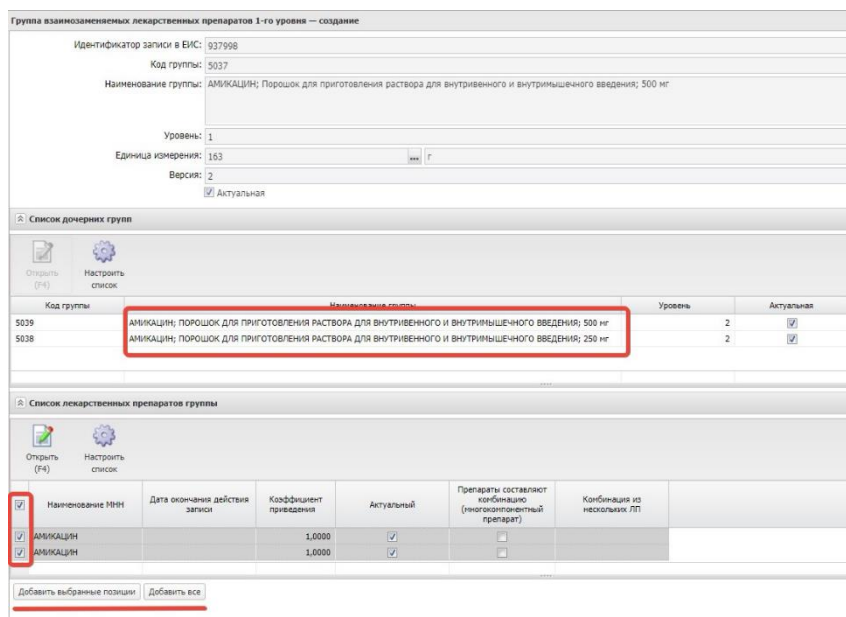 Группа взаимозаменяемых лекарственных препаратов 1-го уровня — создание
Идентификатор записи в ЕИС: 937998
Код группы: 5037
Наименование группы: АМИКАЦИН; Порошок для приготовления раствора для внутривенного и внутримышечного введения; 500 мг
Уровень: 1
Единица измерения: 163 ... г
Версия: 2
Актуальная
Список дочерних групп
Открыть (F4)
Настроить список
Код группы Наименование группы Уровень Актуальная
5039 АМИКАЦИН; ПОРОШОК ДЛЯ ПРИГОТОВЛЕНИЯ РАСТВОРА ДЛЯ ВНУТРИВЕННОГО И ВНУТРИМЫШЕЧНОГО ВВЕДЕНИЯ; 500 мг 2
5038 АМИКАЦИН; ПОРОШОК ДЛЯ ПРИГОТОВЛЕНИЯ РАСТВОРА ДЛЯ ВНУТРИВЕННОГО И ВНУТРИМЫШЕЧНОГО ВВЕДЕНИЯ; 250 мг 2
Список лекарственных препаратов группы
Открыть (F4)
Настроить список
Наименование МНН
Дата окончания действия записи
Коэффициент приведения
Актуальный
Препараты составляют комбинацию (многокомпонентный препарат)
Комбинация из нескольких ЛП
АМИКАЦИН 1,0000
АМИКАЦИН 1,0000
Добавить выбранные позиции Добавить все